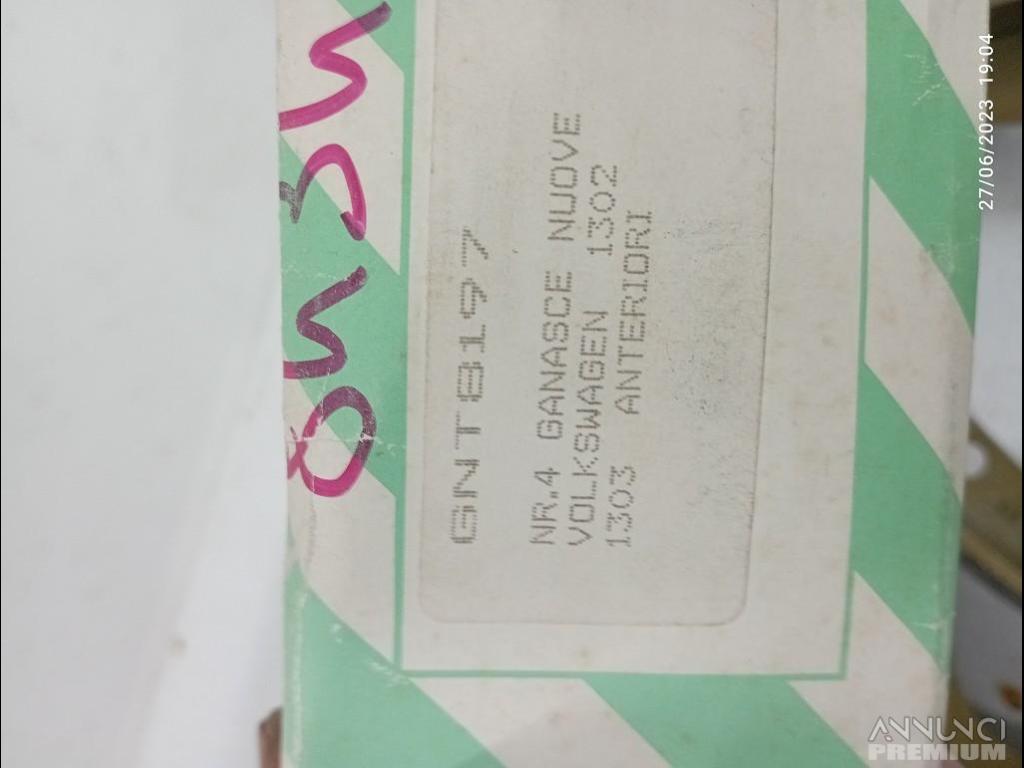 GNT8197
NR.4 GANASCE NUOVE
VOLKSWAGEN 1302
1303 ANTERIORI
27/06/2023 19:04
ANNUNCI
PREMIUM